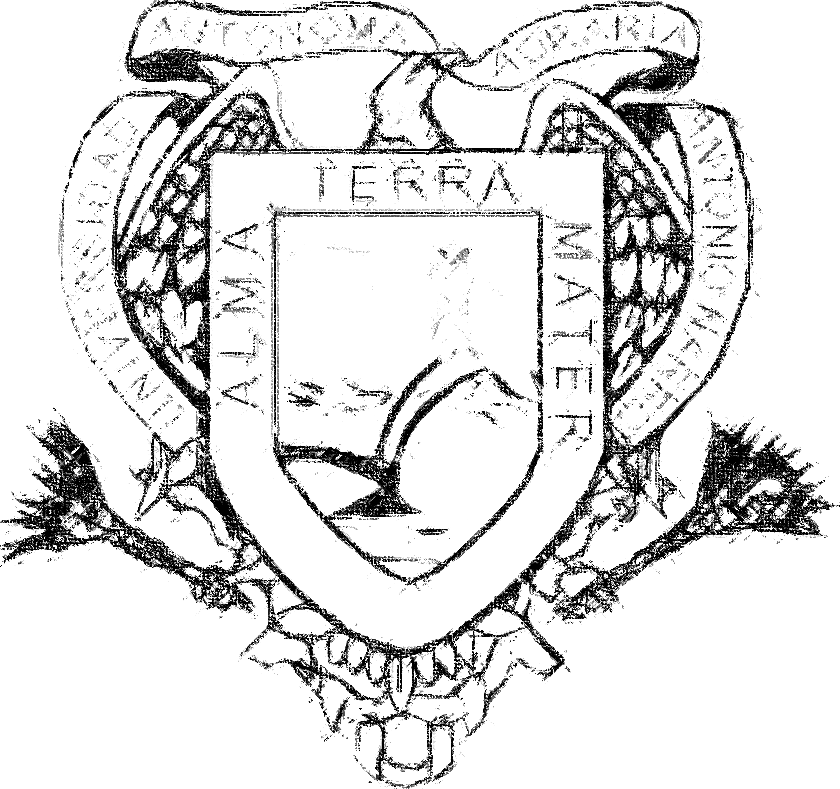 UNIVERSIDAD
AUTONOMA
AGRARIA
ANTONIO NARRO
ALMA
TERRA
MATER